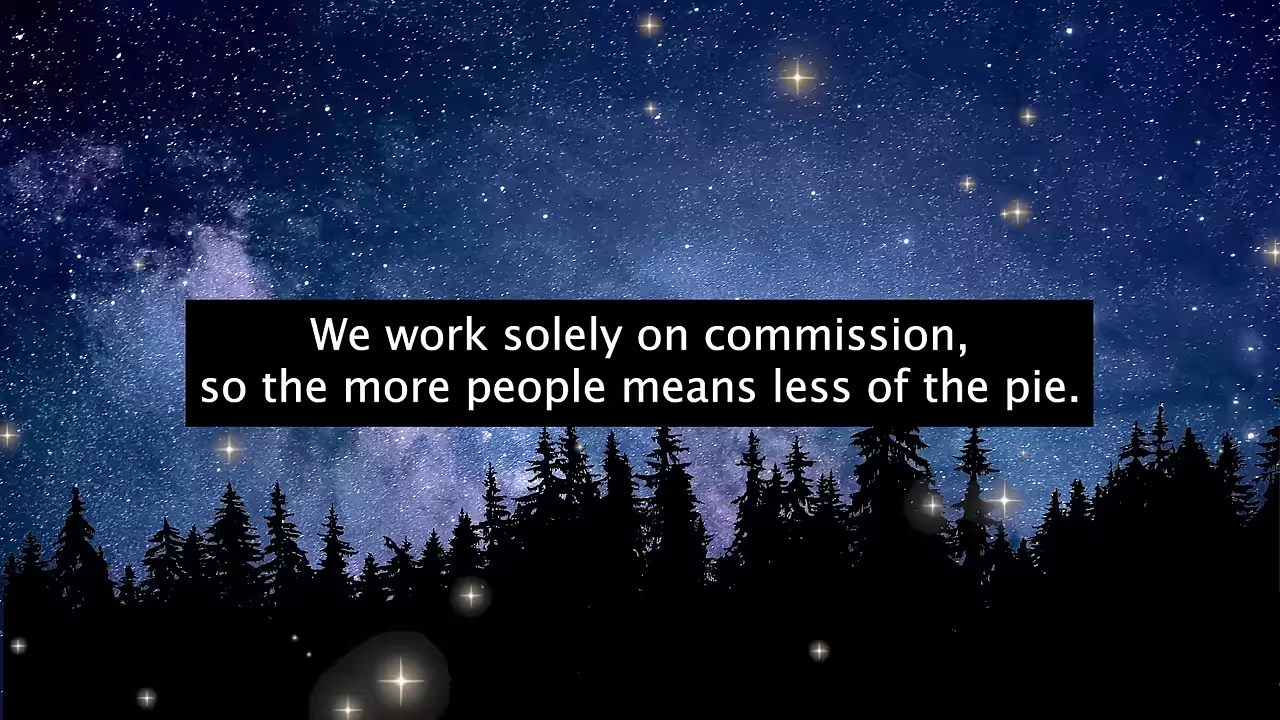 We work solely on commission,
so the more people means less of the pie.